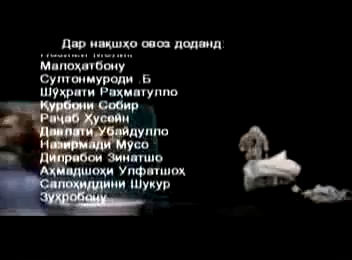 Дар нақшҳо овоз доданд:
Малоҳатбону
Султонмуроди .Б
Шӯҳрати Раҳматулло
Қурбони Собир
Раҷаб Ҳусейн
Давлати Убайдулло
Назирмади Мусо
Дилрабои Зинатшо
Аҳмадшоҳи Улфатшоҳ
Салоҳиддини Шукур
Зуҳробону